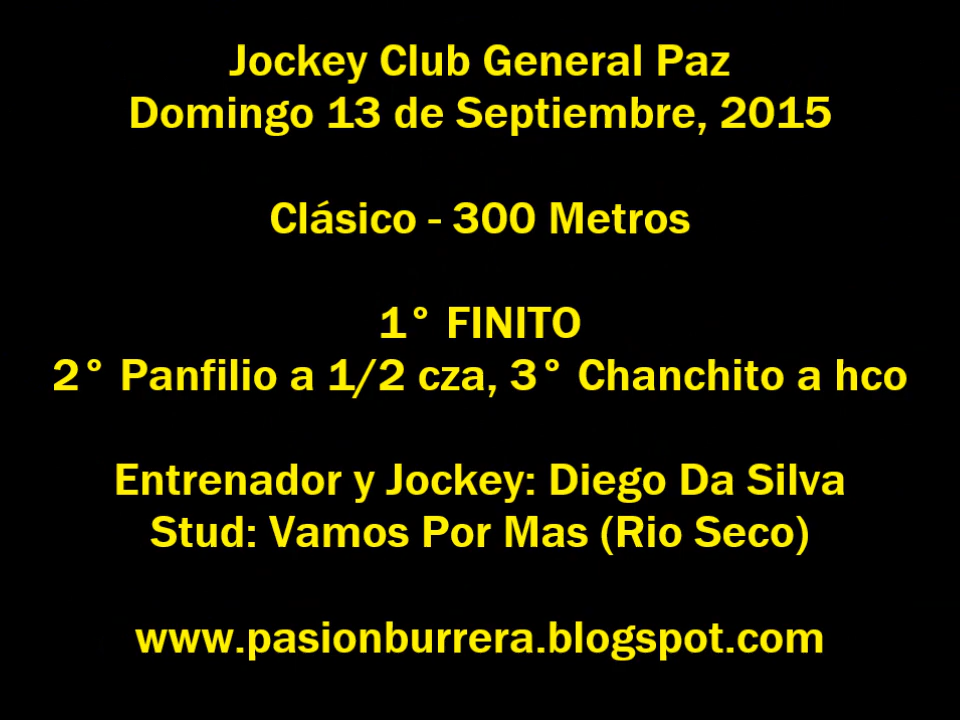 Jockey Club General Paz
Domingo 13 de Septiembre, 2015
Clásico - 300 Metros
1° FINITO
2° Panfilio a 1/2 cza, 3° Chanchito a hco
Entrenador y Jockey: Diego Da Silva
Stud: Vamos Por Mas (Rio Seco)
www.pasionburrera.blogspot.com